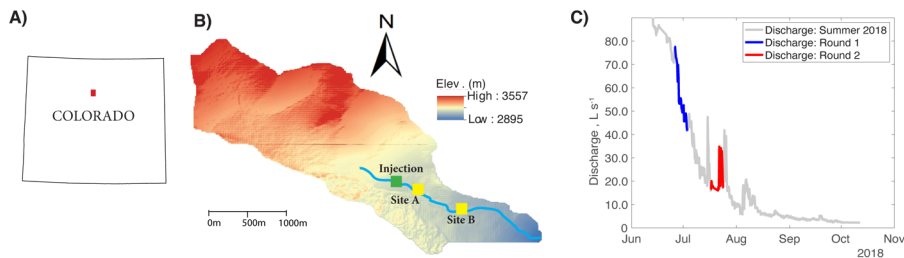 A)
COLORADO
B)
N
Elev . (m)
High : 3557
Low : 2895
Injection
Site A
Site B
0m 500m 1000m
C)
Discharge: Summer 2018
Discharge: Round 1
Discharge: Round 2
Discharge , L s⁻¹
80.0
70.0
60.0
50.0
40.0
30.0
20.0
10.0
0.0
Jun Jul Aug Sep Oct Nov
2018